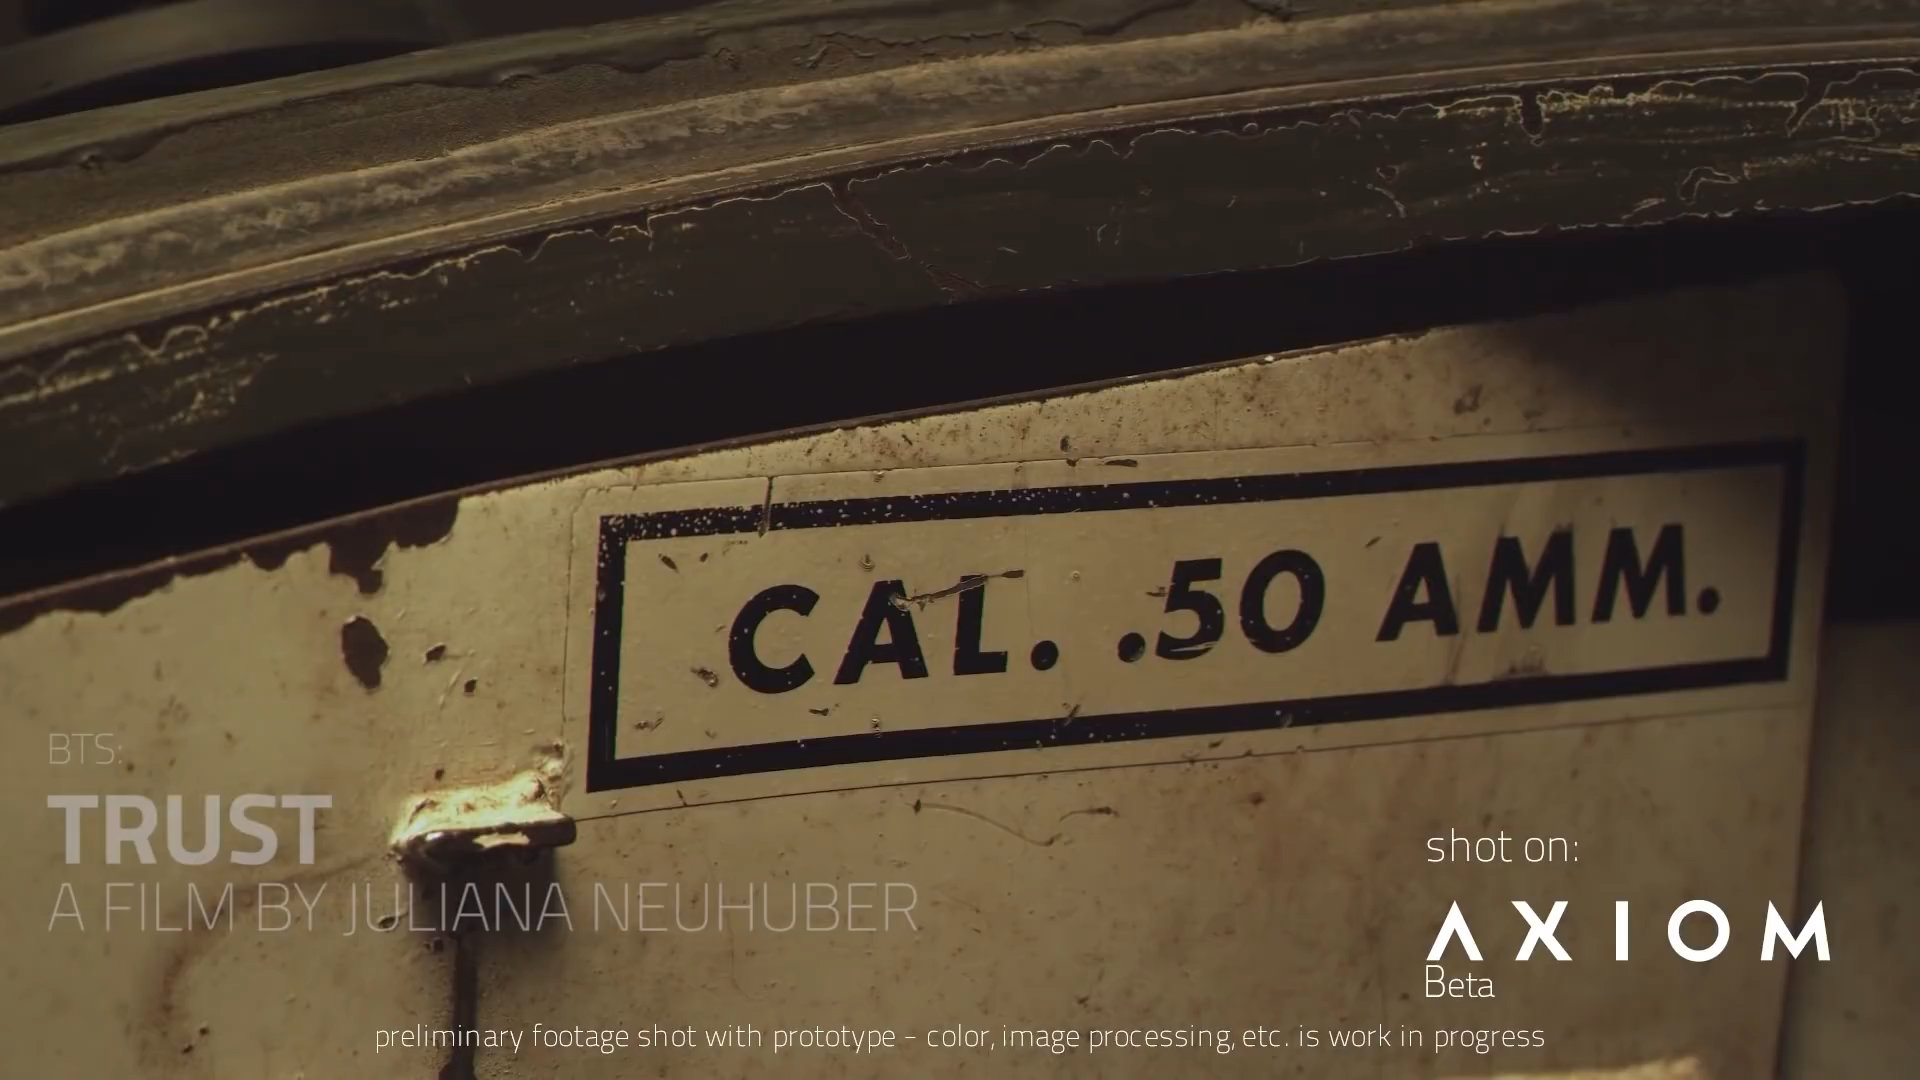 CAL. .50 AMM.
BTS:
TRUST
A FILM BY JULIANA NEUHUBER
shot on:
AXIOM
Beta
preliminary footage shot with prototype - color, image processing, etc. is work in progress